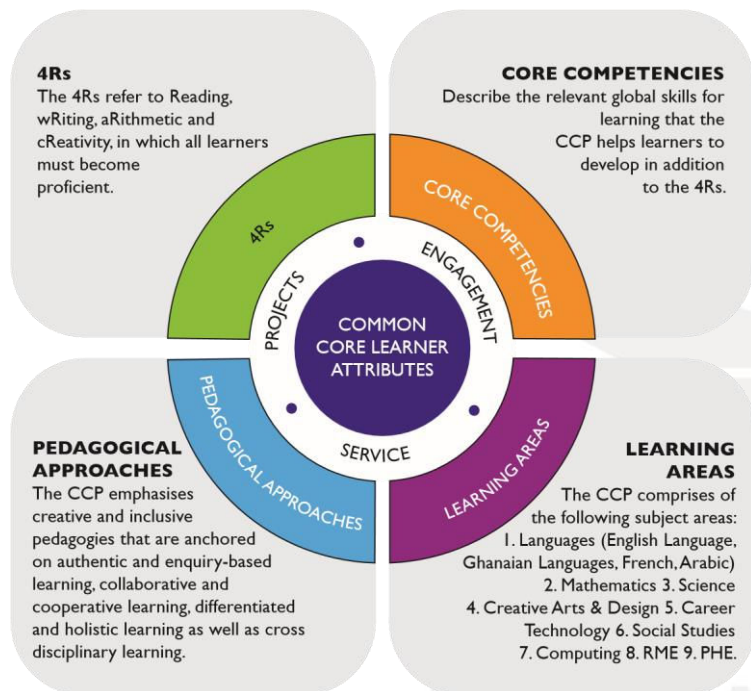 4Rs
The 4Rs refer to Reading,
wRiting, aRithmetic and
cReativity, in which all learners
must become
proficient.
CORE COMPETENCIES
Describe the relevant global skills for
learning that the
CCP helps learners to
develop in addition
to the 4Rs.
4Rs
CORE COMPETENCIES
PROJECTS
ENGAGEMENT
COMMON
CORE LEARNER
ATTRIBUTES
SERVICE
PEDAGOGICAL APPROACHES
LEARNING AREAS
PEDAGOGICAL
APPROACHES
The CCP emphasises
creative and inclusive
pedagogies that are anchored
on authentic and enquiry-based
learning, collaborative and
cooperative learning, differentiated
and holistic learning as well as cross
disciplinary learning.
LEARNING
AREAS
The CCP comprises of
the following subject areas:
1. Languages (English Language,
Ghanaian Languages, French, Arabic)
2. Mathematics 3. Science
4. Creative Arts & Design 5. Career
Technology 6. Social Studies
7. Computing 8. RME 9. PHE.